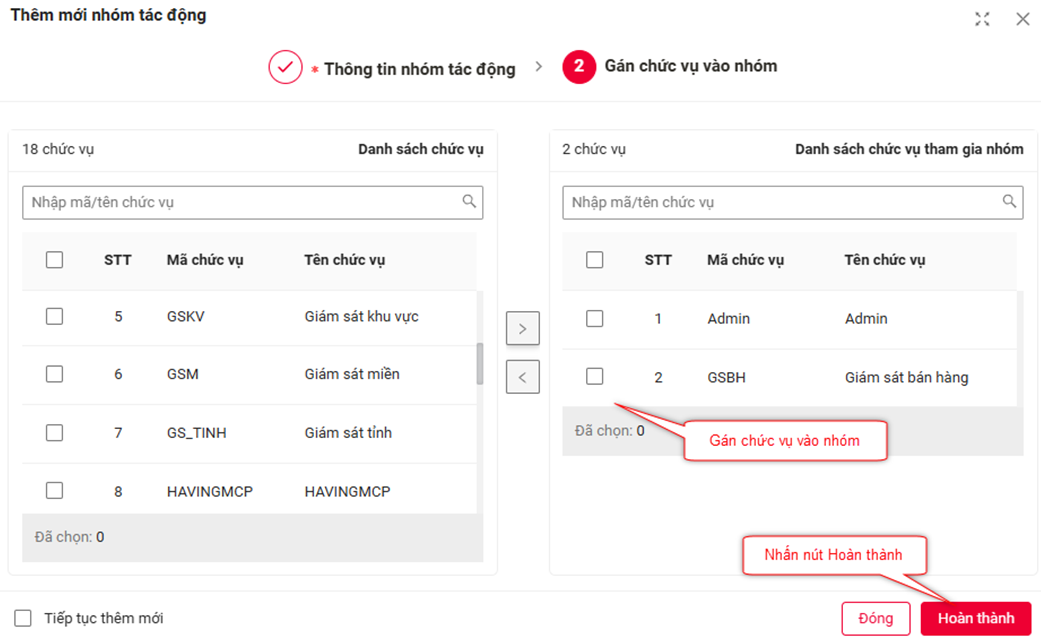 Thêm mới nhóm tác động
* Thông tin nhóm tác động > 2 Gán chức vụ vào nhóm
18 chức vụ Danh sách chức vụ
Nhập mã/tên chức vụ
STT Mã chức vụ Tên chức vụ
5 GSKV Giám sát khu vực
6 GSM Giám sát miền
7 GS_TINH Giám sát tỉnh
8 HAVINGMCP HAVINGMCP
Đã chọn: 0
>
<
2 chức vụ Danh sách chức vụ tham gia nhóm
Nhập mã/tên chức vụ
STT Mã chức vụ Tên chức vụ
1 Admin Admin
2 GSBH Giám sát bán hàng
Đã chọn: 0
Gán chức vụ vào nhóm
Nhấn nút Hoàn thành
Tiếp tục thêm mới
Đóng
Hoàn thành